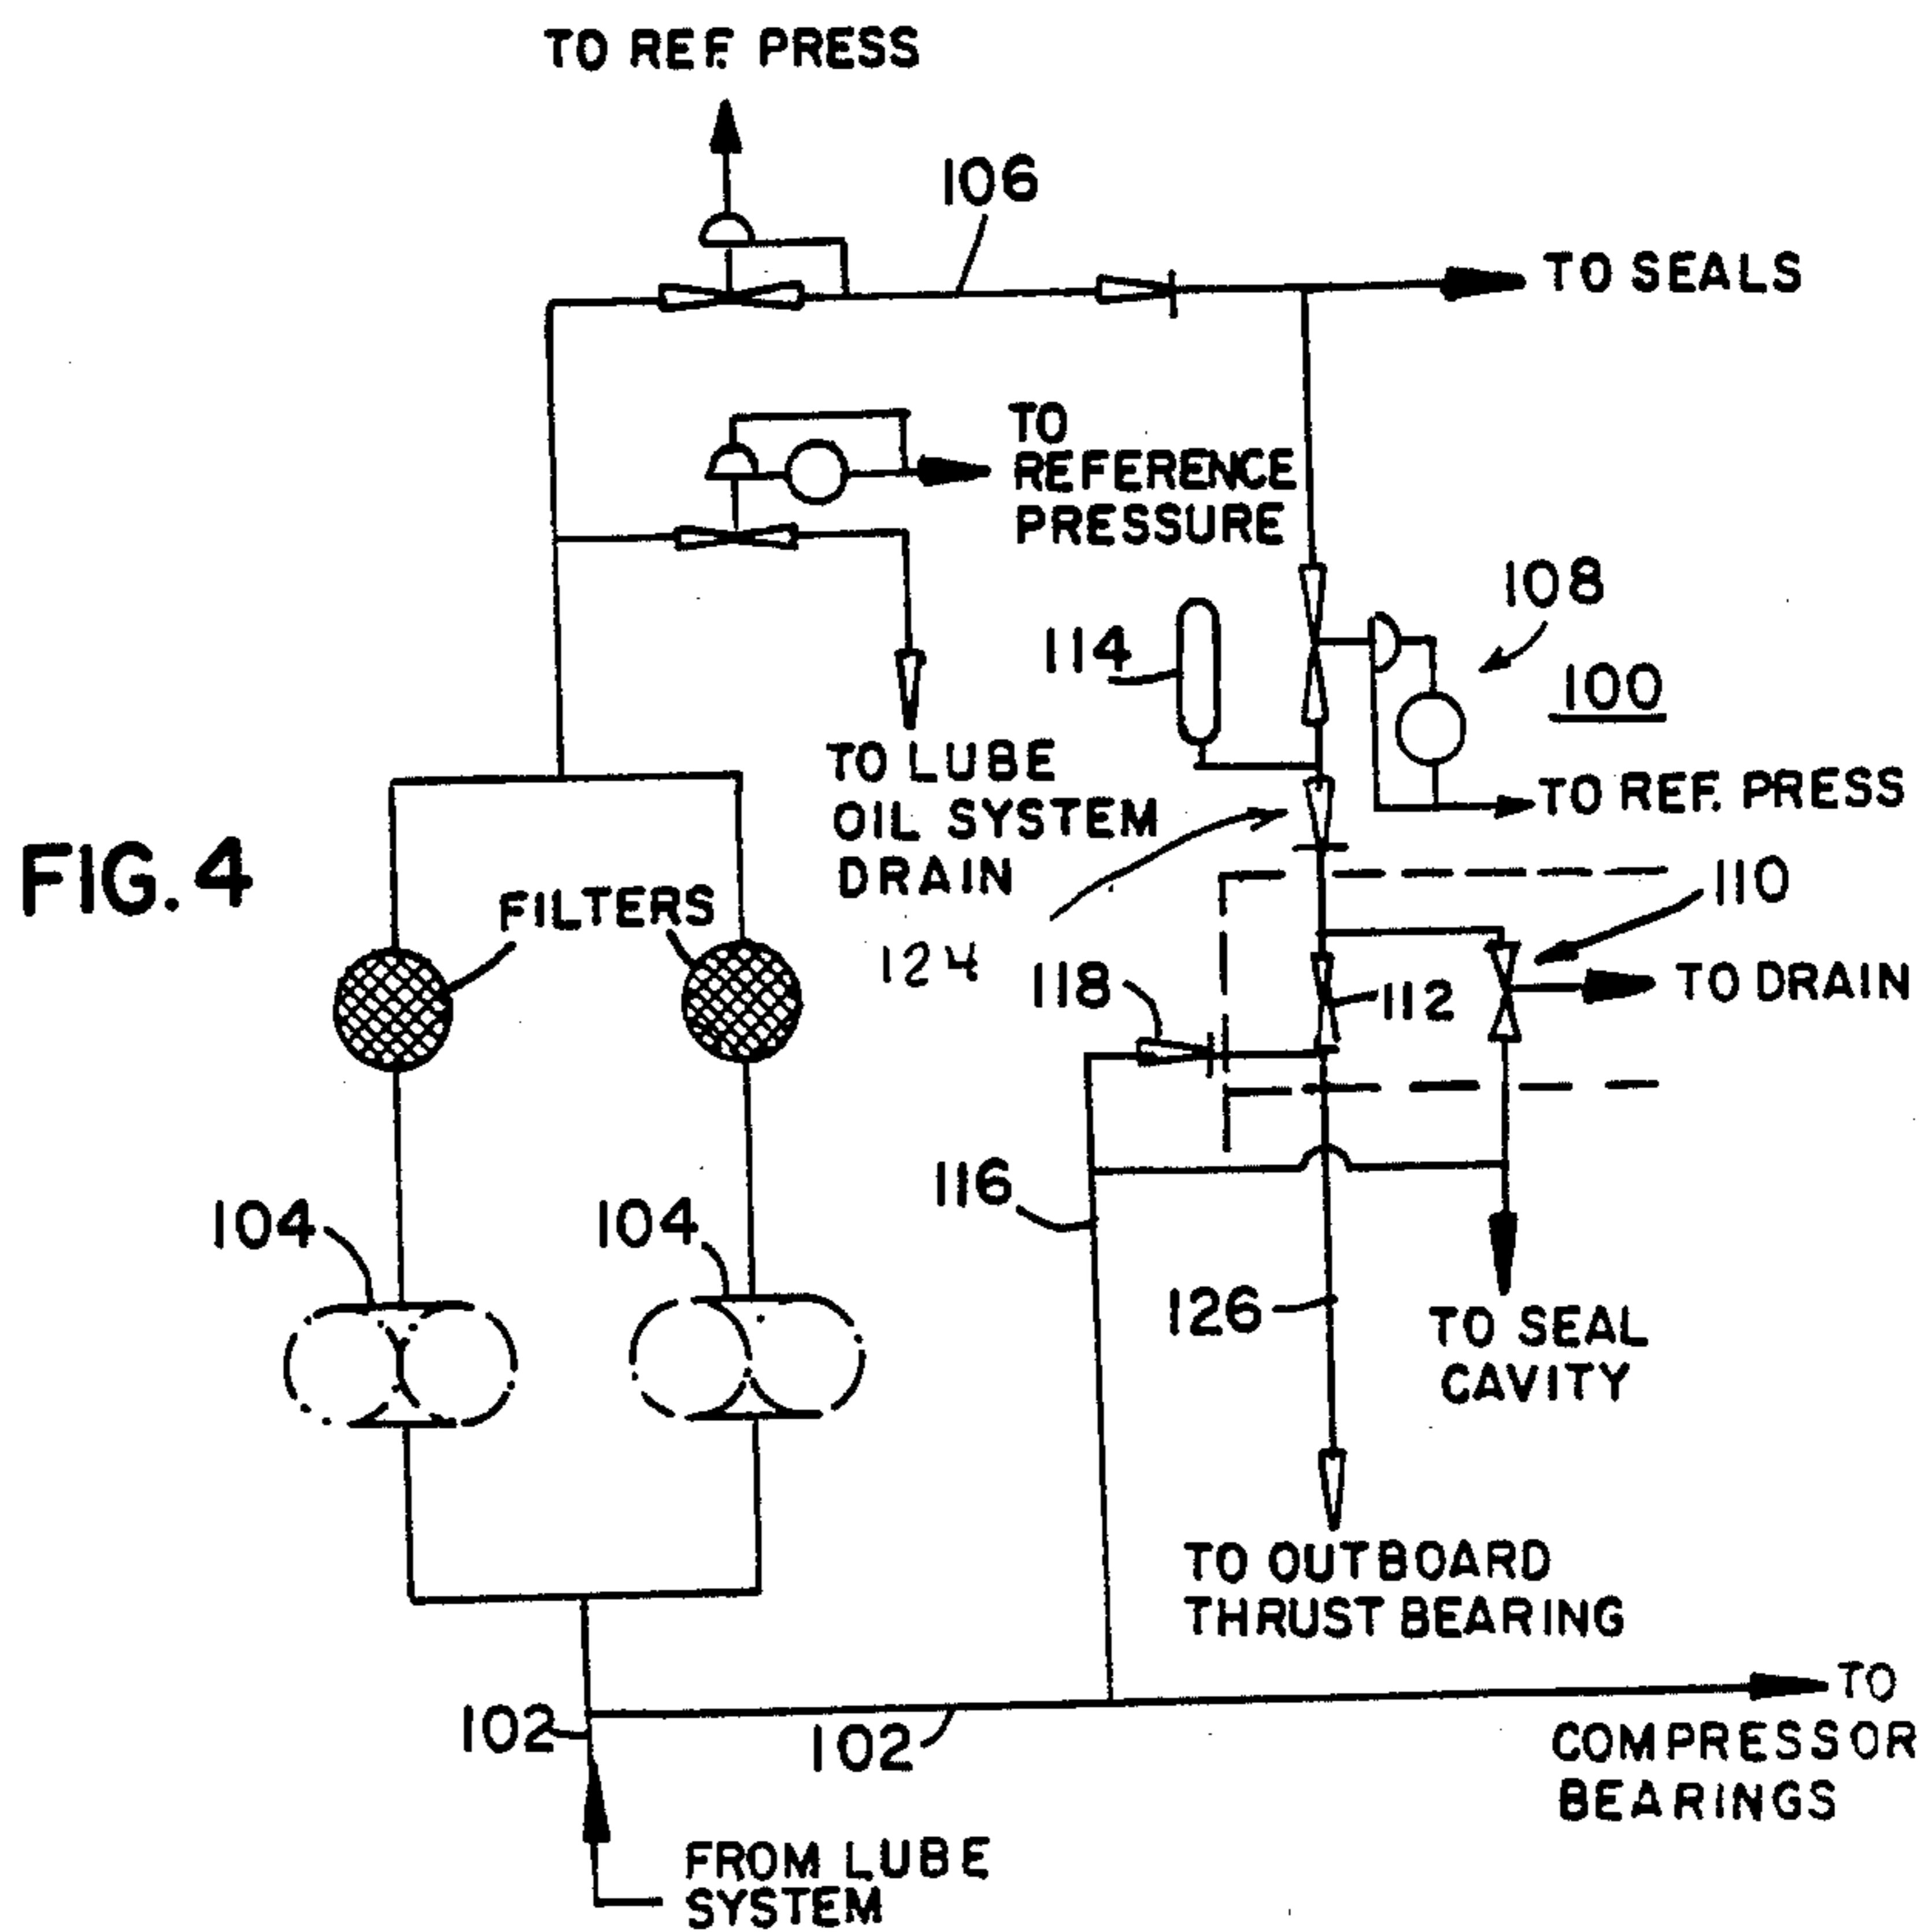 TO REF. PRESS
106
TO SEALS
TO
REFERENCE
PRESSURE
108
114
100
TO LUBE
OIL SYSTEM
DRAIN
TO REF. PRESS
FIG. 4
FILTERS
110
124
118
112
TO DRAIN
116
104
104
126
TO SEAL
CAVITY
TO OUTBOARD
THRUST BEARING
102
102
TO
COMPRESSOR
BEARINGS
FROM LUBE
SYSTEM